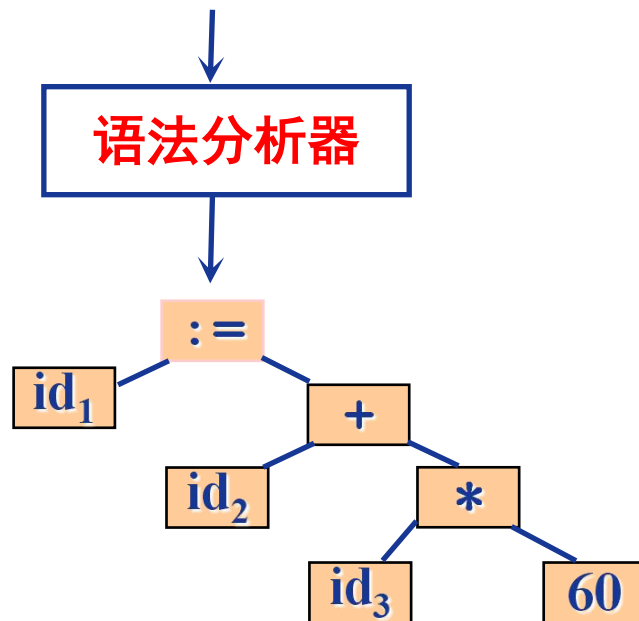 语法分析器
:=
id₁
+
id₂
*
id₃
60